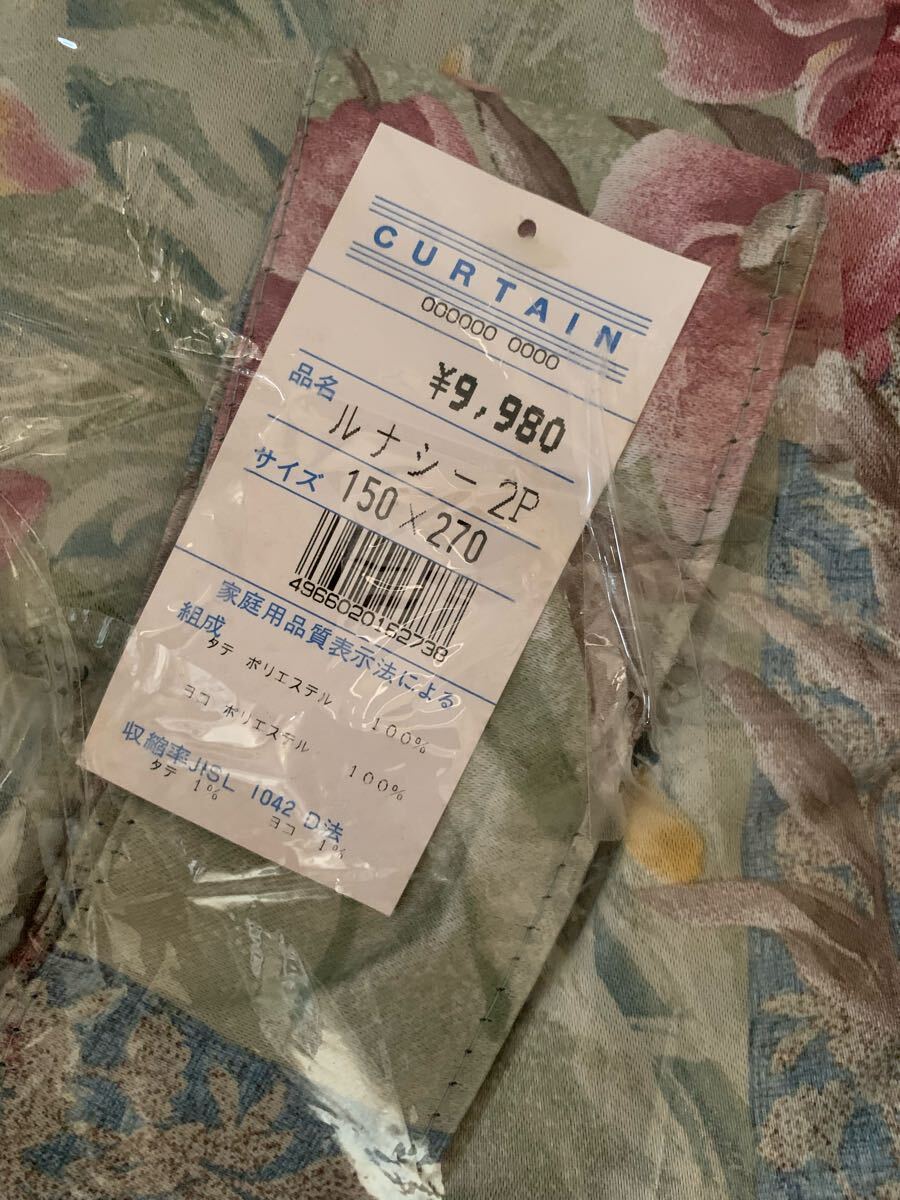 CURTAIN
000000 0000
¥9,980
品名
ルナシー2P
サイズ 150×270
4966020152738
家庭用品質表示法による
組成
タテ ポリエステル 100%
ヨコ ポリエステル 100%
収縮率JISL 1042 D法
タテ 1% ヨコ 1%